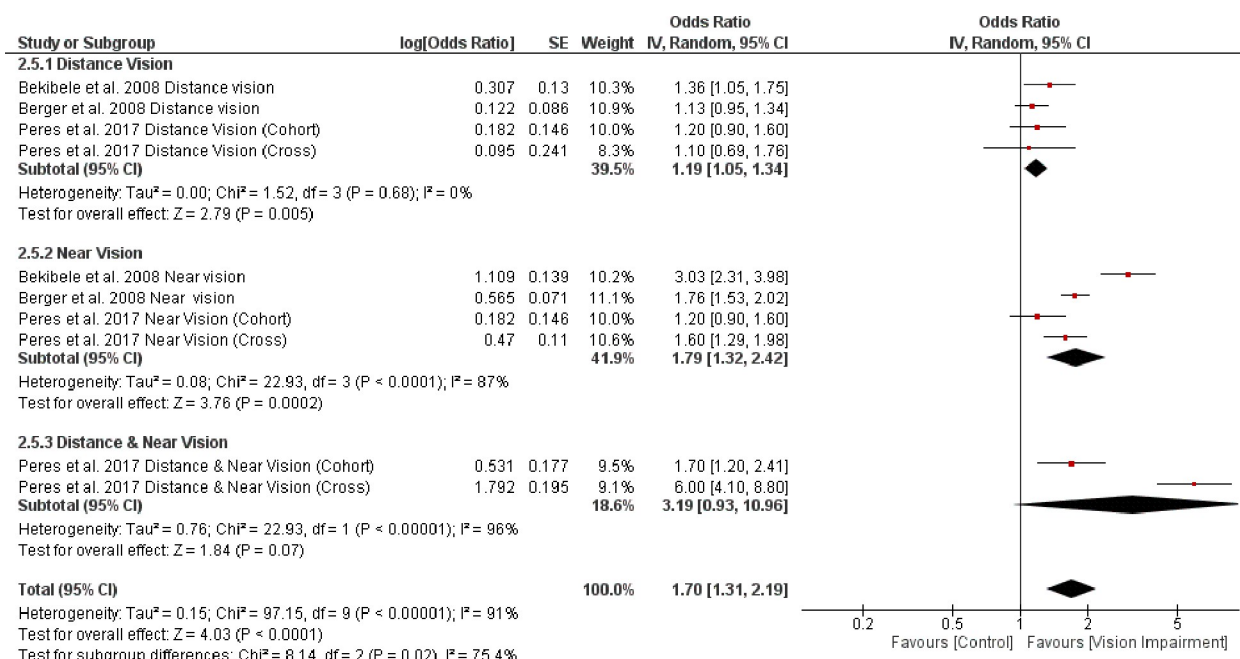 Odds Ratio Odds Ratio
Study or Subgroup log[Odds Ratio] SE Weight IV, Random, 95% CI IV, Random, 95% CI
2.5.1 Distance Vision
Bekibele et al. 2008 Distance vision 0.307 0.13 10.3% 1.36 [1.05, 1.75]
Berger et al. 2008 Distance vision 0.122 0.086 10.9% 1.13 [0.95, 1.34]
Peres et al. 2017 Distance Vision (Cohort) 0.182 0.146 10.0% 1.20 [0.90, 1.60]
Peres et al. 2017 Distance Vision (Cross) 0.095 0.241 8.3% 1.10 [0.69, 1.76]
Subtotal (95% CI) 39.5% 1.19 [1.05, 1.34]
Heterogeneity: Tau² = 0.00; Chi² = 1.52, df = 3 (P = 0.68); I² = 0%
Test for overall effect: Z = 2.79 (P = 0.005)
2.5.2 Near Vision
Bekibele et al. 2008 Near vision 1.109 0.139 10.2% 3.03 [2.31, 3.98]
Berger et al. 2008 Near vision 0.565 0.071 11.1% 1.76 [1.53, 2.02]
Peres et al. 2017 Near Vision (Cohort) 0.182 0.146 10.0% 1.20 [0.90, 1.60]
Peres et al. 2017 Near Vision (Cross) 0.47 0.11 10.6% 1.60 [1.29, 1.98]
Subtotal (95% CI) 41.9% 1.79 [1.32, 2.42]
Heterogeneity: Tau² = 0.08; Chi² = 22.93, df = 3 (P < 0.0001); I² = 87%
Test for overall effect: Z = 3.76 (P = 0.0002)
2.5.3 Distance & Near Vision
Peres et al. 2017 Distance & Near Vision (Cohort) 0.531 0.177 9.5% 1.70 [1.20, 2.41]
Peres et al. 2017 Distance & Near Vision (Cross) 1.792 0.195 9.1% 6.00 [4.10, 8.80]
Subtotal (95% CI) 18.6% 3.19 [0.93, 10.96]
Heterogeneity: Tau² = 0.76; Chi² = 22.93, df = 1 (P < 0.00001); I² = 96%
Test for overall effect: Z = 1.84 (P = 0.07)
Total (95% CI) 100.0% 1.70 [1.31, 2.19]
Heterogeneity: Tau² = 0.15; Chi² = 97.15, df = 9 (P < 0.00001); I² = 91%
Test for overall effect: Z = 4.03 (P < 0.0001)
Test for subgroup differences: Chi² = 8.14, df = 2 (P = 0.02), I² = 75.4%
0.2 0.5 1 2 5
Favours [Control] Favours [Vision Impairment]